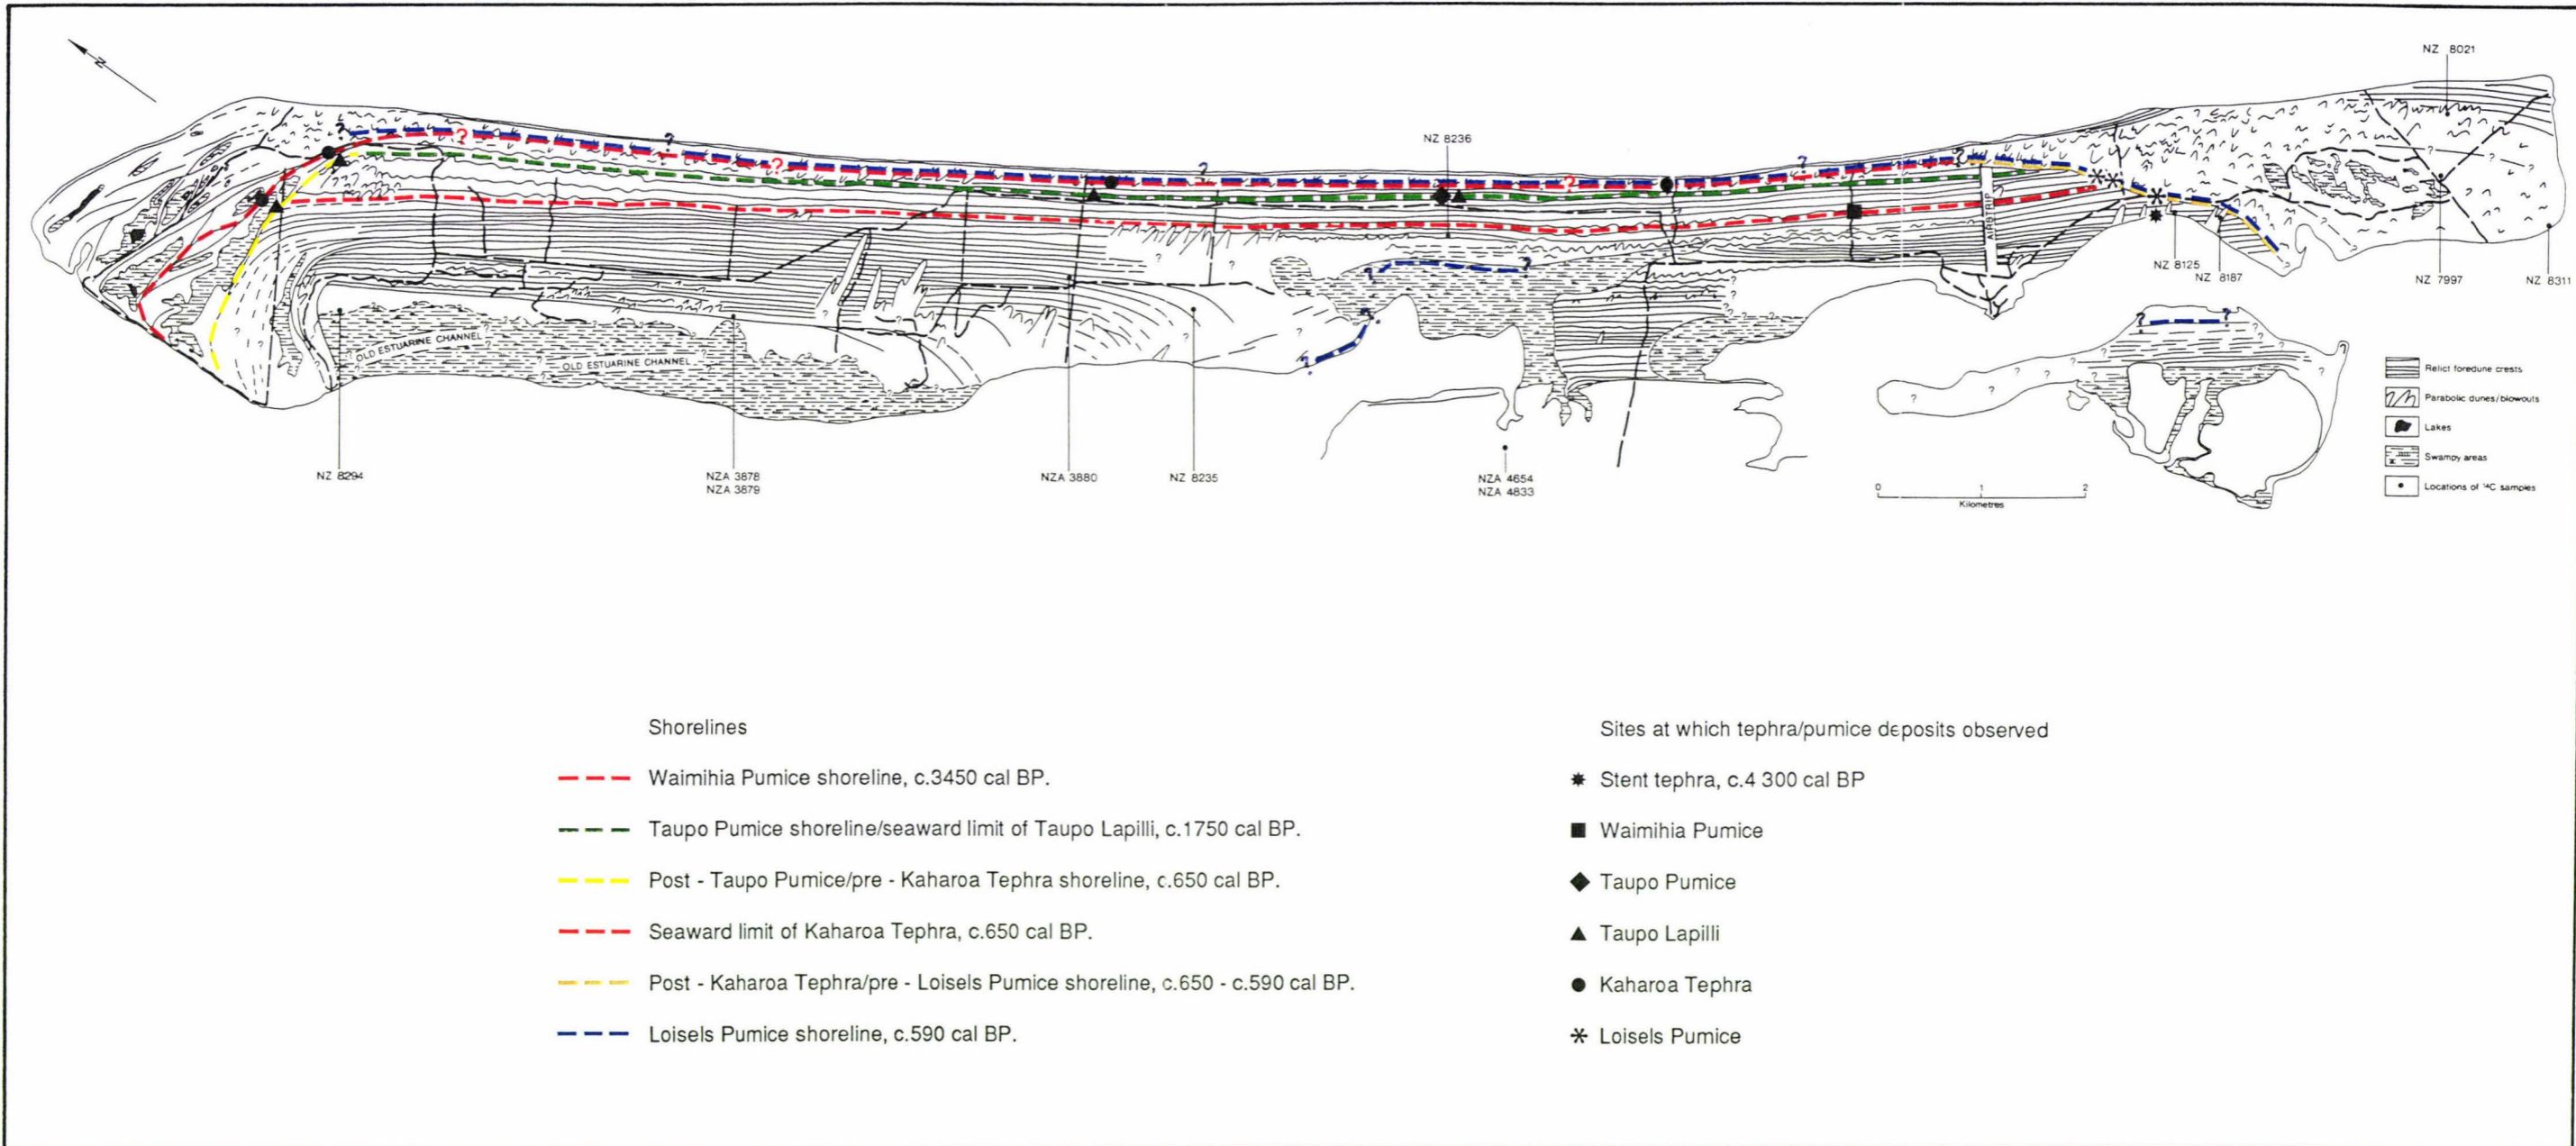 N
NZ 8021
NZ 8236
AIRSTRIP
NZ 8125
NZ 8187
NZ 7997
NZ 8311
OLD ESTUARINE CHANNEL
OLD ESTUARINE CHANNEL
NZ 8294
NZA 3878
NZA 3879
NZA 3880
NZ 8235
NZA 4654
NZA 4833
0 1 2
Kilometres
Relict foredune crests
Parabolic dunes/blowouts
Lakes
Swampy areas
Locations of ¹⁴C samples
Shorelines
Waimihia Pumice shoreline, c.3450 cal BP.
Taupo Pumice shoreline/seaward limit of Taupo Lapilli, c.1750 cal BP.
Post - Taupo Pumice/pre - Kaharoa Tephra shoreline, c.650 cal BP.
Seaward limit of Kaharoa Tephra, c.650 cal BP.
Post - Kaharoa Tephra/pre - Loisels Pumice shoreline, c.650 - c.590 cal BP.
Loisels Pumice shoreline, c.590 cal BP.
Sites at which tephra/pumice deposits observed
Stent tephra, c.4 300 cal BP
Waimihia Pumice
Taupo Pumice
Taupo Lapilli
Kaharoa Tephra
Loisels Pumice